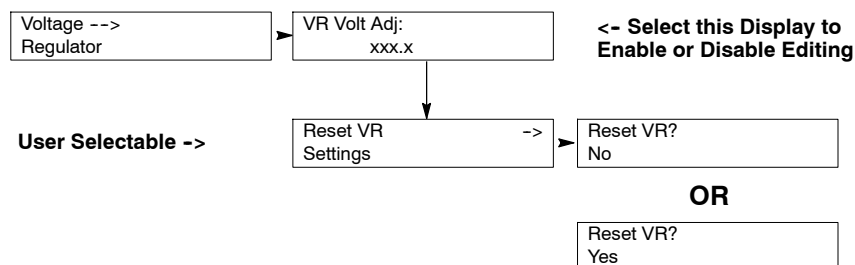 Voltage -->
Regulator
VR Volt Adj:
xxx.x
<- Select this Display to
Enable or Disable Editing
User Selectable ->
Reset VR ->
Settings
Reset VR?
No
OR
Reset VR?
Yes